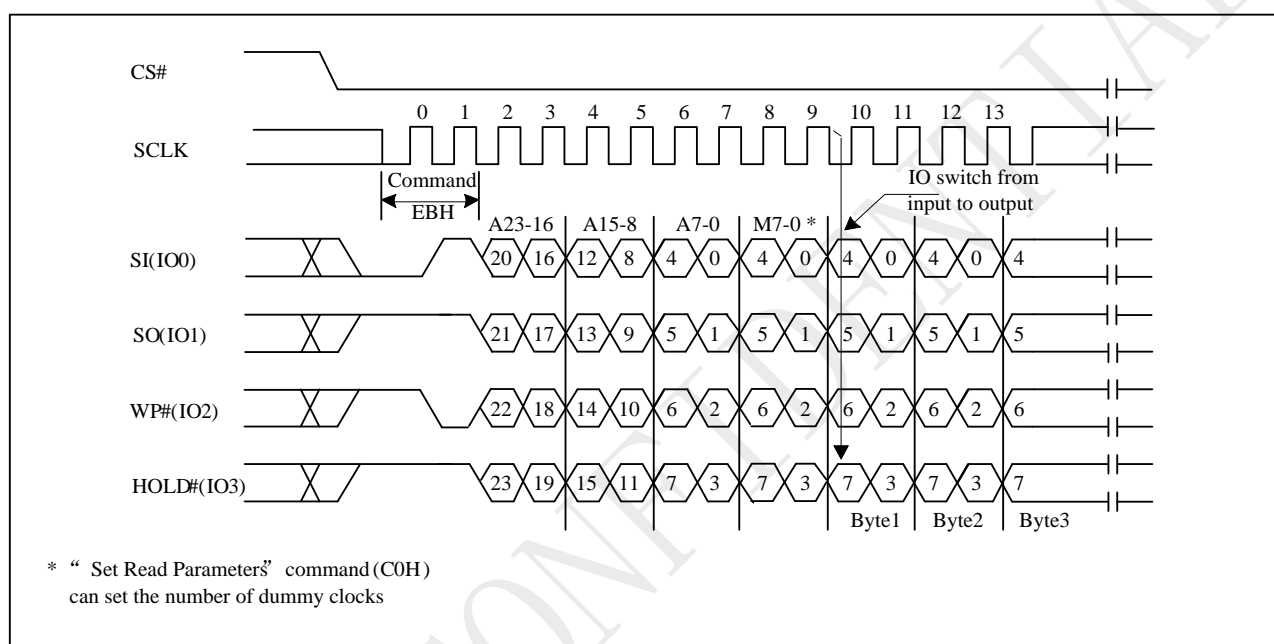 CS#
0 1 2 3 4 5 6 7 8 9 10 11 12 13
SCLK
Command
EBH
IO switch from
input to output
A23-16 A15-8 A7-0 M7-0 *
SI(IO0) 20 16 12 8 4 0 4 0 4 0 4 0 4
SO(IO1) 21 17 13 9 5 1 5 1 5 1 5 1 5
WP#(IO2) 22 18 14 10 6 2 6 2 6 2 6 2 6
HOLD#(IO3) 23 19 15 11 7 3 7 3 7 3 7 3 7
Byte1 Byte2 Byte3
* “ Set Read Parameters” command (C0H)
can set the number of dummy clocks
CONFIDENTIAL